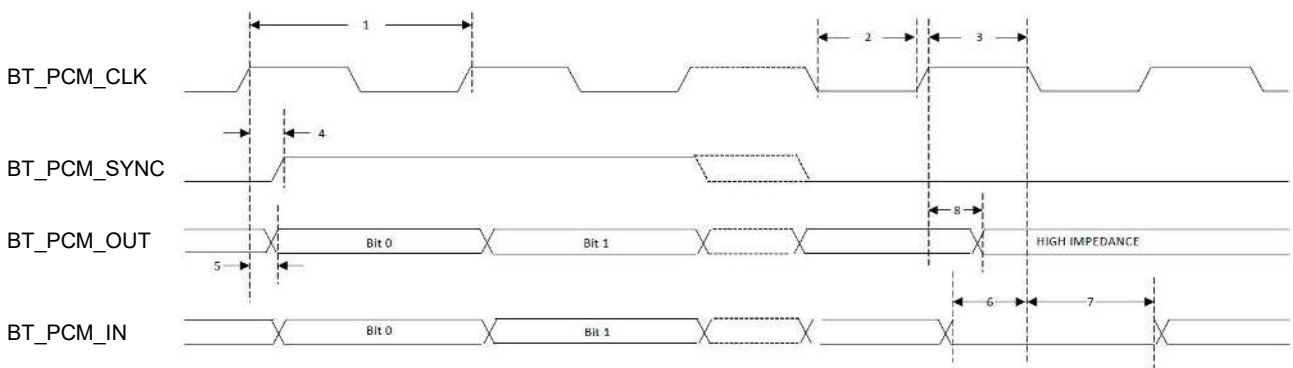 1
2
3
BT_PCM_CLK
4
BT_PCM_SYNC
8
BT_PCM_OUT
Bit 0
Bit 1
HIGH IMPEDANCE
5
6
7
BT_PCM_IN
Bit 0
Bit 1